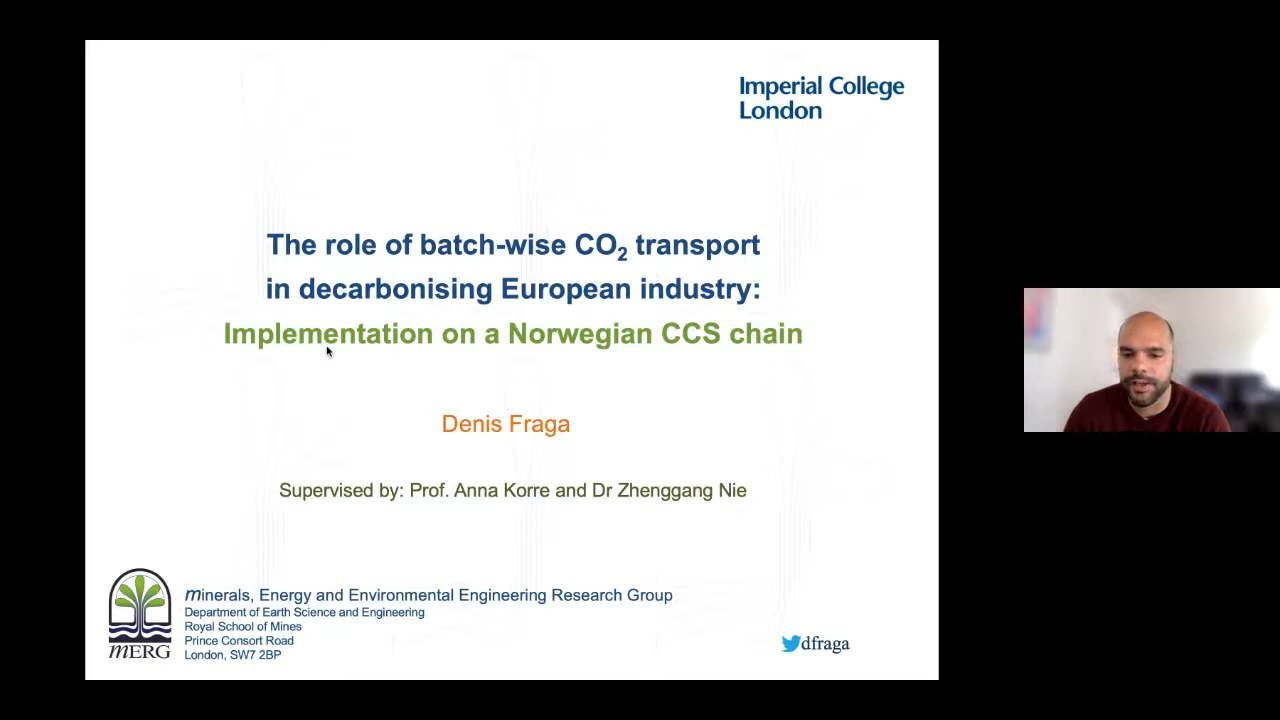 Imperial College
London
The role of batch-wise CO₂ transport
in decarbonising European industry:
Implementation on a Norwegian CCS chain
Denis Fraga
Supervised by: Prof. Anna Korre and Dr Zhenggang Nie
minerals, Energy and Environmental Engineering Research Group
Department of Earth Science and Engineering
Royal School of Mines
Prince Consort Road
London, SW7 2BP
mERG
dfraga